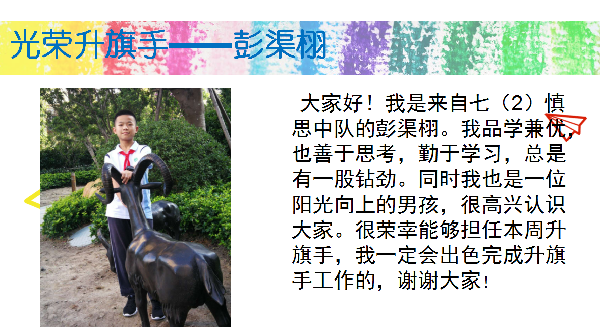 光荣升旗手——彭渠栩
大家好！我是来自七（2）慎
思中队的彭渠栩。我品学兼优，
也善于思考，勤于学习，总是
有一股钻劲。同时我也是一位
阳光向上的男孩，很高兴认识
大家。很荣幸能够担任本周升
旗手，我一定会出色完成升旗
手工作的，谢谢大家！